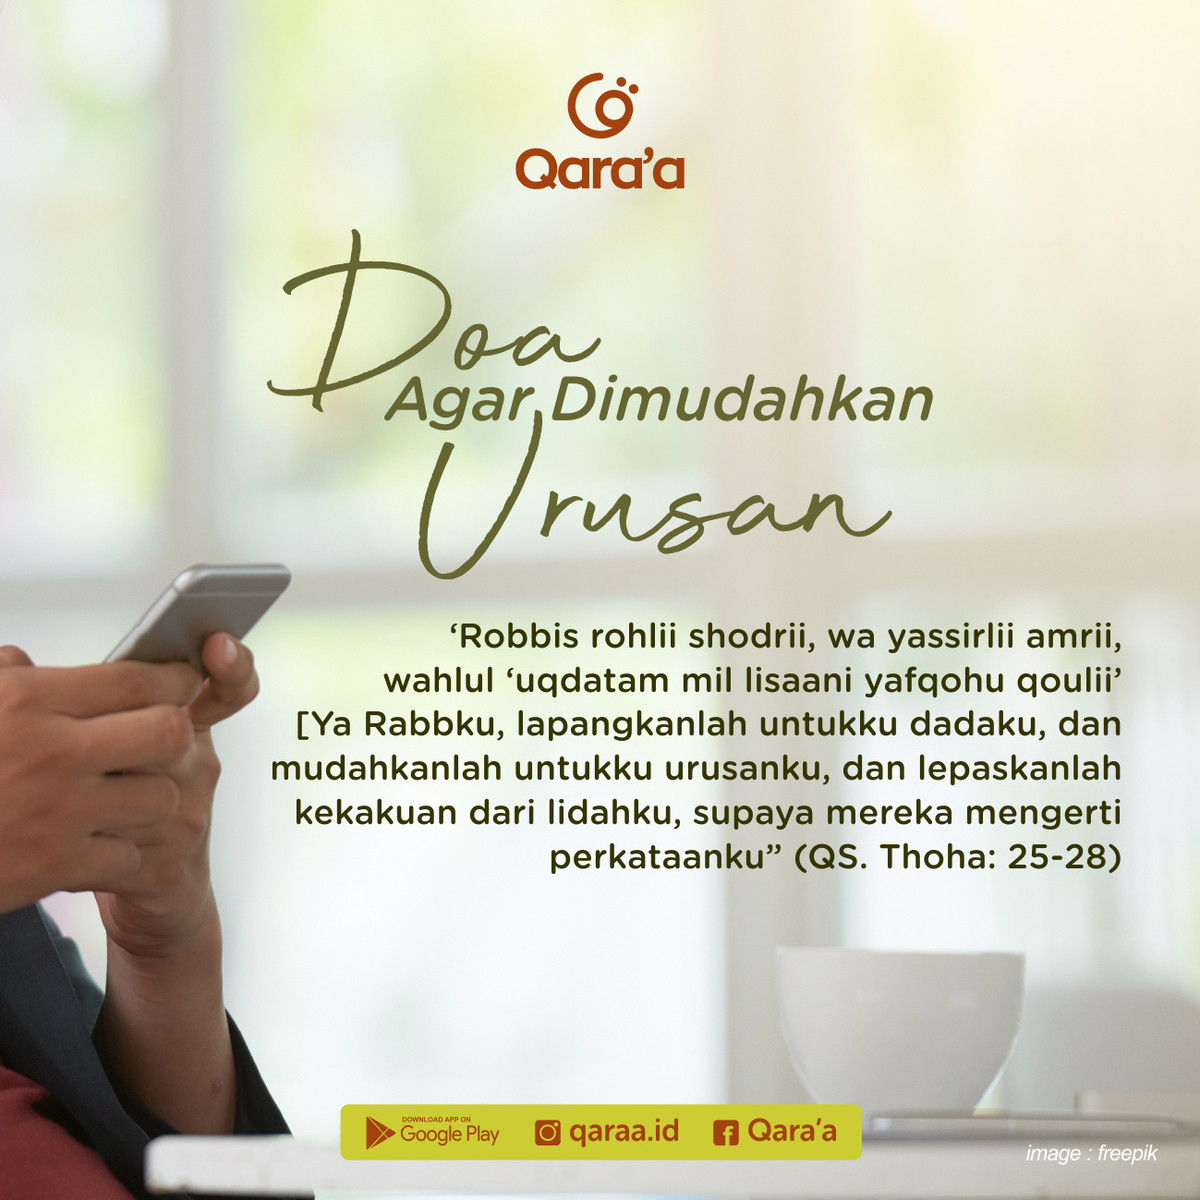 Qara'a
Doa
Agar Dimudahkan
Urusan
‘Robbis rohlii shodrii, wa yassirlii amrii,
wahlul ‘uqdatam mil lisaani yafqohu qoulii’
[Ya Rabbku, lapangkanlah untukku dadaku, dan
mudahkanlah untukku urusanku, dan lepaskanlah
kekakuan dari lidahku, supaya mereka mengerti
perkataanku” (QS. Thoha: 25-28)
DOWNLOAD APP ON
Google Play
qaraa.id
Qara’a
image : freepik